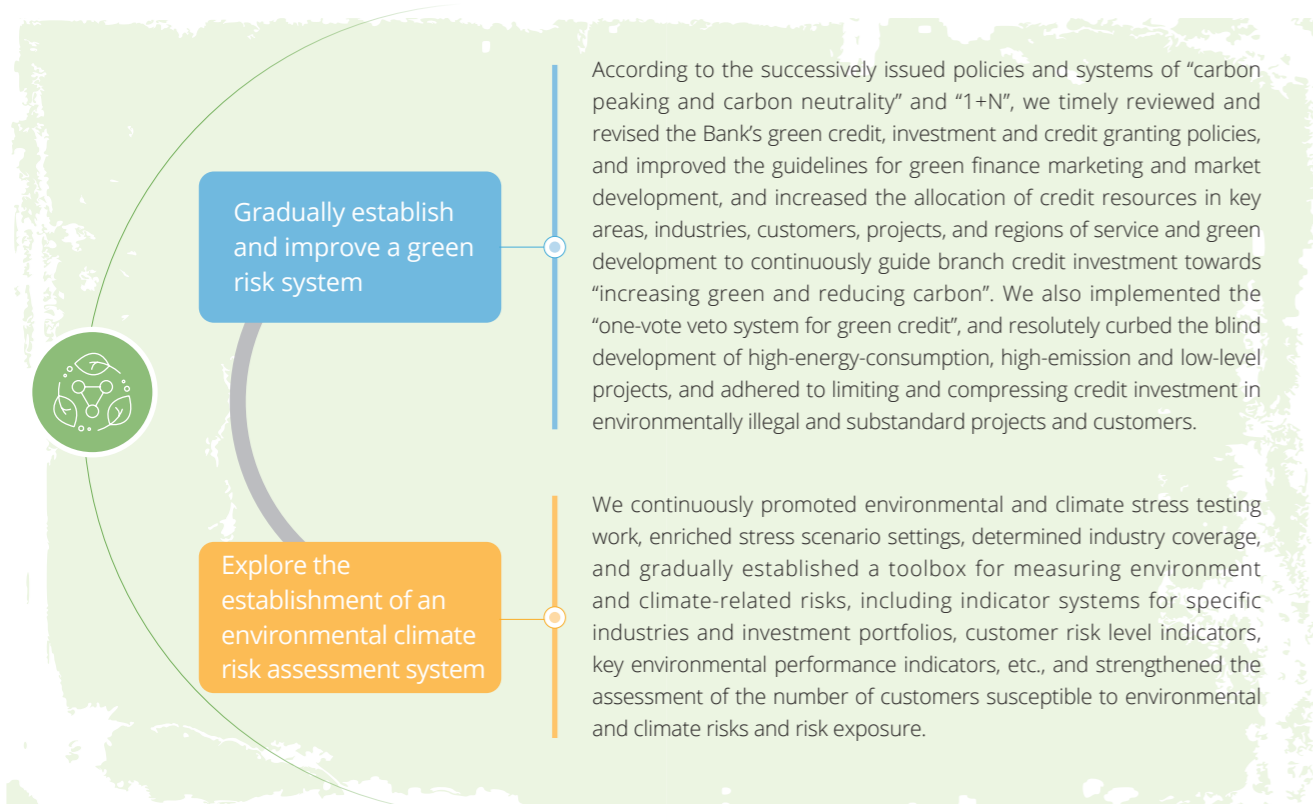 Gradually establish
and improve a green
risk system
According to the successively issued policies and systems of “carbon
peaking and carbon neutrality” and “1+N”, we timely reviewed and
revised the Bank’s green credit, investment and credit granting policies,
and improved the guidelines for green finance marketing and market
development, and increased the allocation of credit resources in key
areas, industries, customers, projects, and regions of service and green
development to continuously guide branch credit investment towards
“increasing green and reducing carbon”. We also implemented the
“one-vote veto system for green credit”, and resolutely curbed the blind
development of high-energy-consumption, high-emission and low-level
projects, and adhered to limiting and compressing credit investment in
environmentally illegal and substandard projects and customers.
Explore the
establishment of an
environmental climate
risk assessment system
We continuously promoted environmental and climate stress testing
work, enriched stress scenario settings, determined industry coverage,
and gradually established a toolbox for measuring environment
and climate-related risks, including indicator systems for specific
industries and investment portfolios, customer risk level indicators,
key environmental performance indicators, etc., and strengthened the
assessment of the number of customers susceptible to environmental
and climate risks and risk exposure.